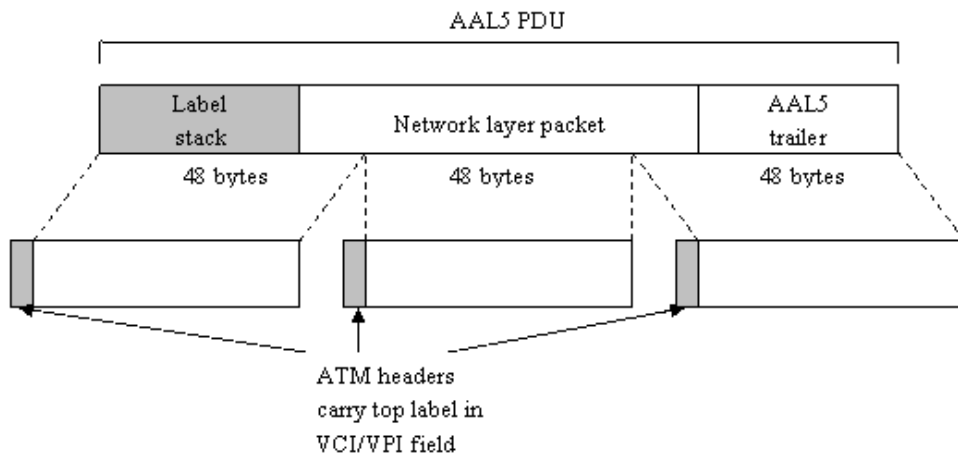 AAL5 PDU
Label
stack
Network layer packet
AAL5
trailer
48 bytes
48 bytes
48 bytes
ATM headers
carry top label in
VCI/VPI field